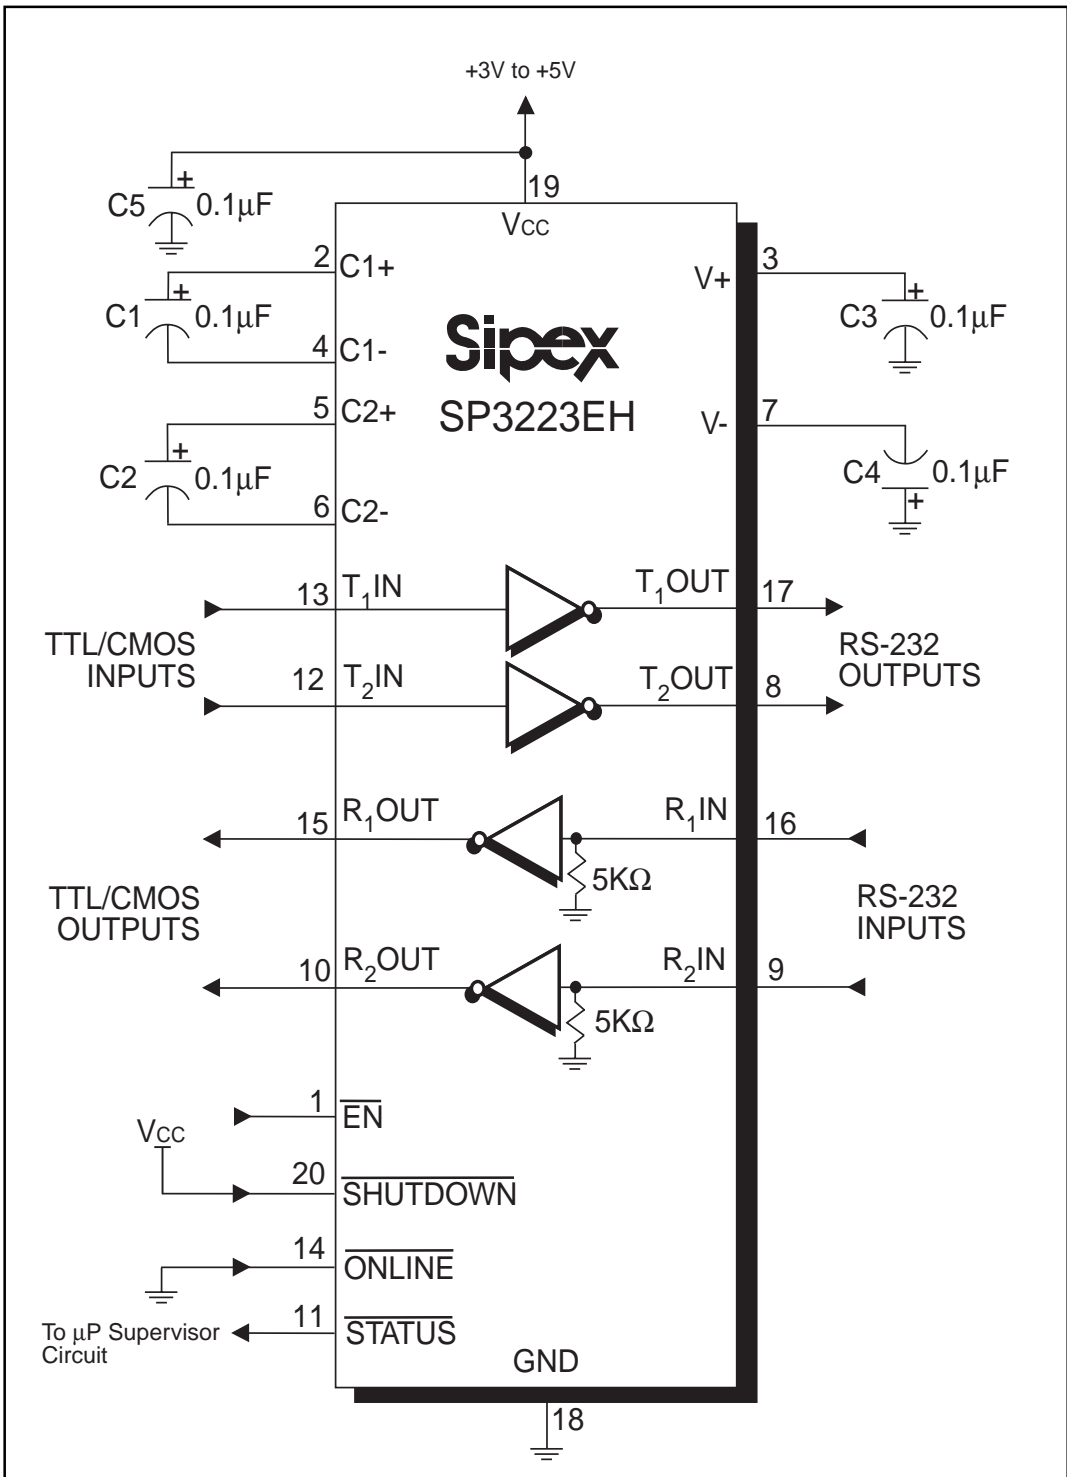 +3V to +5V
19
VCC
C5
+
0.1μF
2
C1+
C1
+
0.1μF
4
C1-
5
C2+
C2
+
0.1μF
6
C2-
Sipex
SP3223EH
3
V+
C3
+
0.1μF
7
V-
C4
0.1μF
+
13
T1IN
T1OUT
17
TTL/CMOS
INPUTS
RS-232
OUTPUTS
12
T2IN
T2OUT
8
15
R1OUT
R1IN
16
5KΩ
TTL/CMOS
OUTPUTS
RS-232
INPUTS
10
R2OUT
R2IN
9
5KΩ
1
EN
VCC
20
SHUTDOWN
14
ONLINE
11
STATUS
To μP Supervisor
Circuit
GND
18